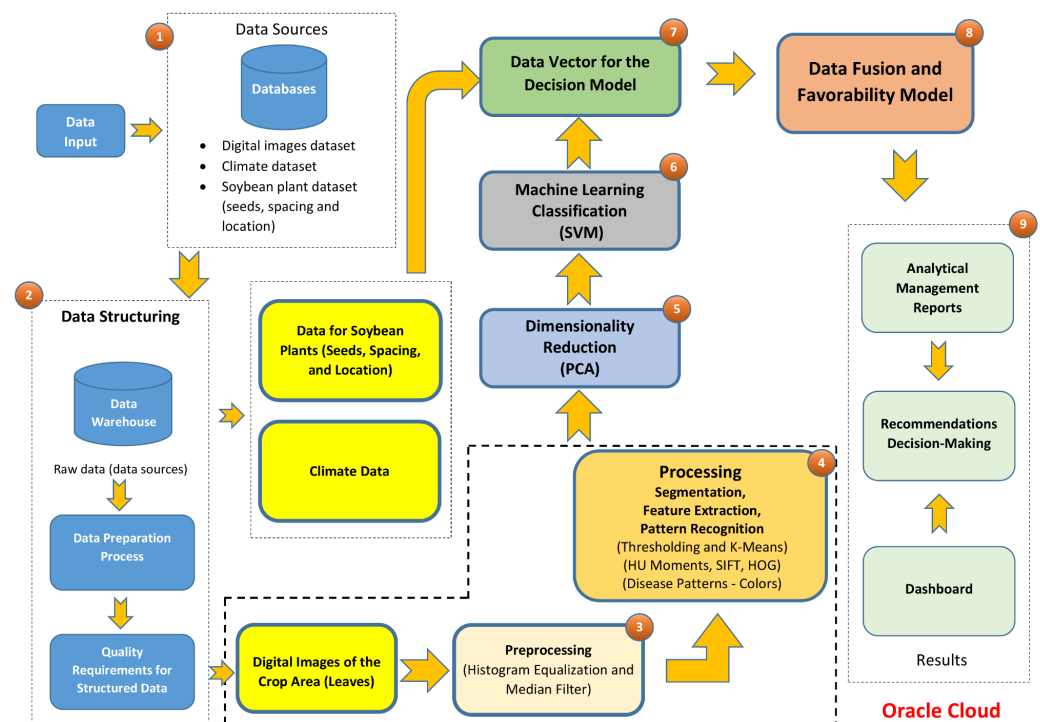 1
Data Sources
Databases
Data
Input
• Digital images dataset
• Climate dataset
• Soybean plant dataset
(seeds, spacing and
location)
2
Data Structuring
Data
Warehouse
Raw data (data sources)
Data Preparation
Process
Quality
Requirements for
Structured Data
Data for Soybean
Plants (Seeds, Spacing,
and Location)
Climate Data
Digital Images of the
Crop Area (Leaves)
3
Preprocessing
(Histogram Equalization and
Median Filter)
4
Processing
Segmentation,
Feature Extraction,
Pattern Recognition
(Thresholding and K-Means)
(HU Moments, SIFT, HOG)
(Disease Patterns - Colors)
5
Dimensionality
Reduction
(PCA)
6
Machine Learning
Classification
(SVM)
7
Data Vector for the
Decision Model
8
Data Fusion and
Favorability Model
9
Analytical
Management
Reports
Recommendations
Decision-Making
Dashboard
Results
Oracle Cloud